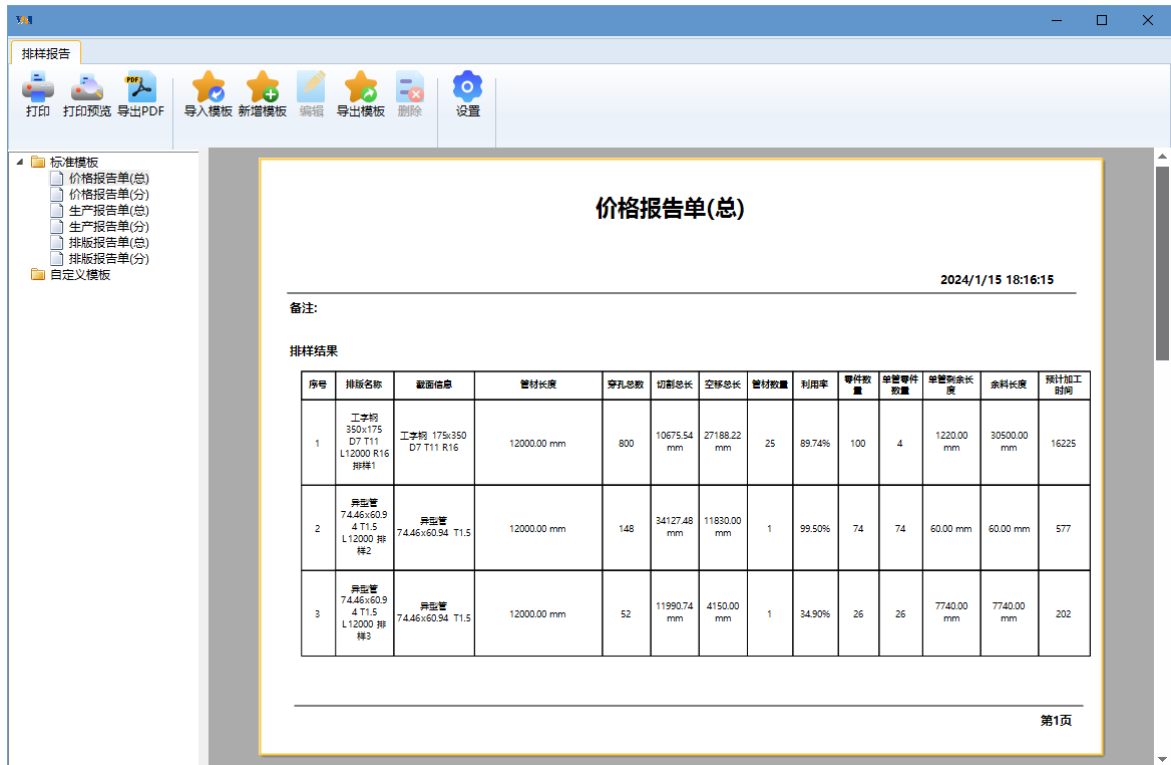 排样报告
打印 打印预览 导出PDF 导入模板 新增模板 编辑 导出模板 删除 设置
标准模板
价格报告单(总)
价格报告单(分)
生产报告单(总)
生产报告单(分)
排版报告单(总)
排版报告单(分)
自定义模板
价格报告单(总)
2024/1/15 18:16:15
备注:
排样结果
序号 排版名称 截面信息 管材长度 穿孔总数 切割总长 空移总长 管材数量 利用率 零件数量 单管零件数量 单管剩余长度 余料长度 预计加工时间
1 工字钢 350x175 D7 T11 L12000 R16 排样1 工字钢 175x350 D7 T11 R16 12000.00 mm 800 10675.54 mm 27188.22 mm 25 89.74% 100 4 1220.00 mm 30500.00 mm 16225
2 异型管 74.46x60.94 T1.5 L12000 排样2 异型管 74.46x60.94 T1.5 12000.00 mm 148 34127.48 mm 11830.00 mm 1 99.50% 74 74 60.00 mm 60.00 mm 577
3 异型管 74.46x60.94 T1.5 L12000 排样3 异型管 74.46x60.94 T1.5 12000.00 mm 52 11990.74 mm 4150.00 mm 1 34.90% 26 26 7740.00 mm 7740.00 mm 202
第1页